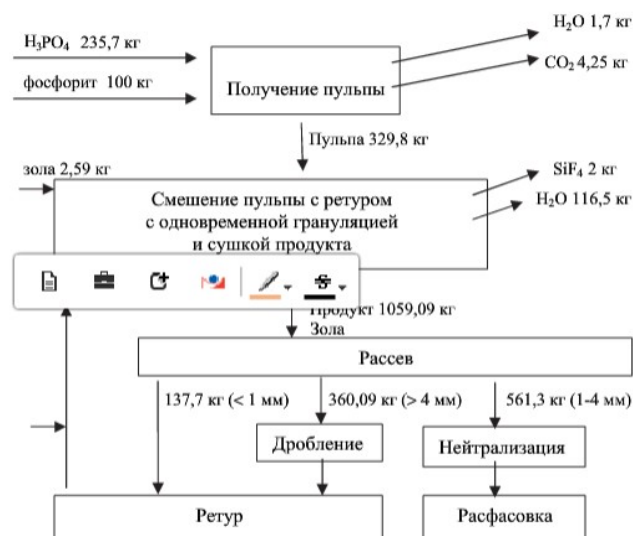 H₃PO₄ 235,7 кг
фосфорит 100 кг
Получение пульпы
H₂O 1,7 кг
CO₂ 4,25 кг
Пульпа 329,8 кг
зола 2,59 кг
Смешение пульпы с ретуром
с одновременной грануляцией
и сушкой продукта
SiF₄ 2 кг
H₂O 116,5 кг
Продукт 1059,09 кг
Зола
Рассев
137,7 кг (< 1 мм)
360,09 кг (> 4 мм)
561,3 кг (1-4 мм)
Дробление
Нейтрализация
Ретур
Расфасовка